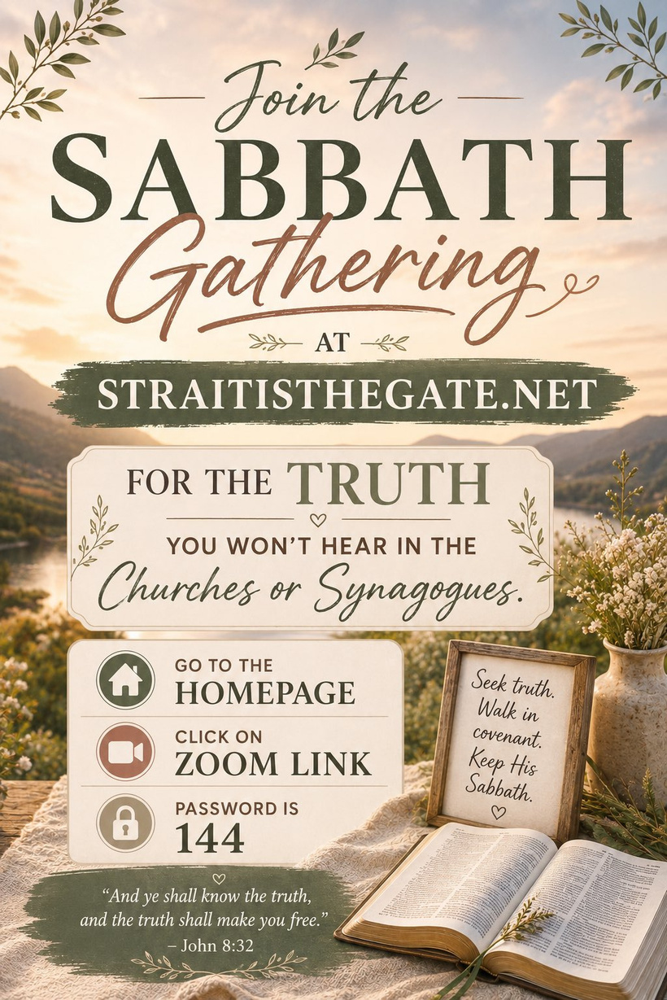 Join the
SABBATH
Gathering
AT
STRAITISTHEGATE.NET
FOR THE TRUTH
YOU WON'T HEAR IN THE
Churches or Synagogues.
GO TO THE
HOMEPAGE
CLICK ON
ZOOM LINK
PASSWORD IS
144
Seek truth.
Walk in
covenant.
Keep His
Sabbath.
“And ye shall know the truth,
and the truth shall make you free.”
– John 8:32